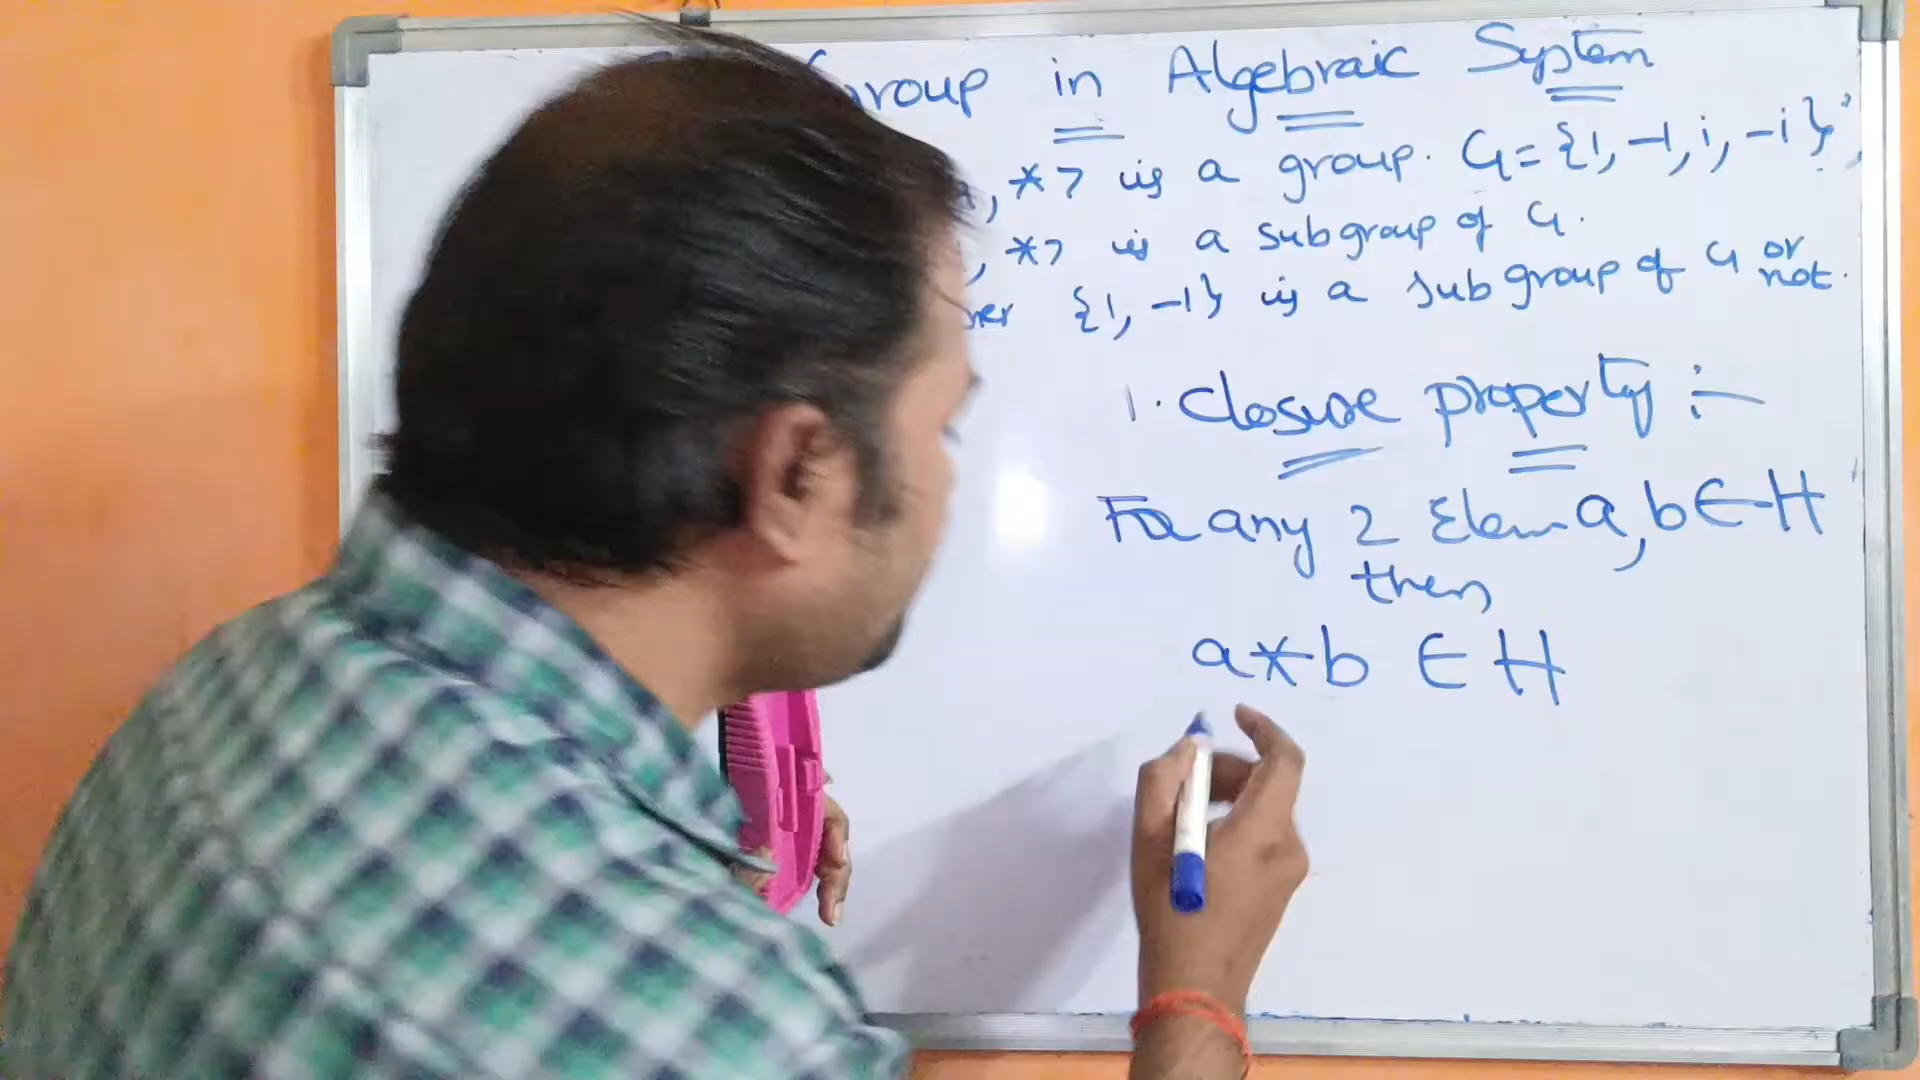 Group in Algebraic System
, *> is a group. G = {1, -1, i, -i},
, *> is a subgroup of G.
{1, -1} is a subgroup of G or not.
1. Closure property :-
For any 2 Elem a, b ∈ H
then
a * b ∈ H